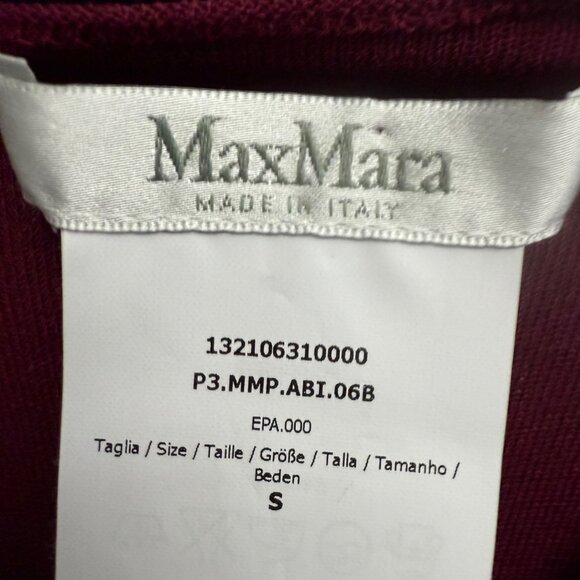 MaxMara
MADE IN ITALY
132106310000
P3.MMP.ABI.06B
EPA.000
Taglia / Size / Taille / Größe / Talla / Tamanho /
Beden
S